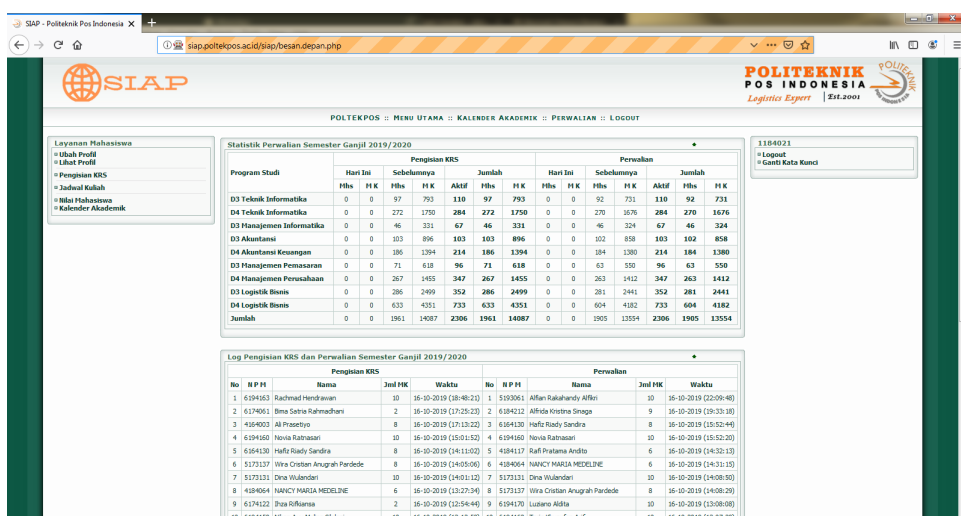 SIAP - Politeknik Pos Indonesia
siap.poltekpos.ac.id/siap/besan.depan.php
SIAP
POLITEKNIK
POS INDONESIA
Logistics Expert | Est.2001
POLTEKPOS :: MENU UTAMA :: KALENDER AKADEMIK :: PERWALIAN :: LOGOUT
Layanan Mahasiswa
Ubah Profil
Lihat Profil
Pengisian KRS
Jadwal Kuliah
Nilai Mahasiswa
Kalender Akademik
Statistik Perwalian Semester Ganjil 2019/2020
Program Studi Pengisian KRS Perwalian
Hari Ini Sebelumnya Jumlah Hari Ini Sebelumnya Jumlah
Mhs M K Mhs M K Aktif Mhs M K Mhs M K Mhs M K Aktif Mhs M K
D3 Teknik Informatika 0 0 97 793 110 97 793 0 0 92 731 110 92 731
D4 Teknik Informatika 0 0 272 1750 284 272 1750 0 0 270 1676 284 270 1676
D3 Manajemen Informatika 0 0 46 331 67 46 331 0 0 46 324 67 46 324
D3 Akuntansi 0 0 103 896 103 103 896 0 0 102 858 103 102 858
D4 Akuntansi Keuangan 0 0 186 1394 214 186 1394 0 0 184 1380 214 184 1380
D3 Manajemen Pemasaran 0 0 71 618 96 71 618 0 0 63 550 96 63 550
D4 Manajemen Perusahaan 0 0 267 1455 347 267 1455 0 0 263 1412 347 263 1412
D3 Logistik Bisnis 0 0 286 2499 352 286 2499 0 0 281 2441 352 281 2441
D4 Logistik Bisnis 0 0 633 4351 733 633 4351 0 0 604 4182 733 604 4182
Jumlah 0 0 1961 14087 2306 1961 14087 0 0 1905 13554 2306 1905 13554
1184021
Logout
Ganti Kata Kunci
Log Pengisian KRS dan Perwalian Semester Ganjil 2019/2020
Pengisian KRS Perwalian
No N P M Nama Jml MK Waktu No N P M Nama Jml MK Waktu
1 6194163 Rachmad Hendrawan 10 16-10-2019 (18:48:21) 1 5193061 Alfian Rakahandy Alfikri 10 16-10-2019 (22:09:48)
2 6174061 Bima Satria Rahmadhani 2 16-10-2019 (17:25:23) 2 6184212 Alfrida Kristina Sinaga 9 16-10-2019 (19:33:18)
3 4164003 Ali Prasetiyo 8 16-10-2019 (17:13:22) 3 6164130 Hafiz Riady Sandira 8 16-10-2019 (15:52:44)
4 6194160 Novia Ratnasari 10 16-10-2019 (15:01:52) 4 6194160 Novia Ratnasari 10 16-10-2019 (15:52:20)
5 6164130 Hafiz Riady Sandira 8 16-10-2019 (14:11:02) 5 4184117 Rafi Pratama Andito 6 16-10-2019 (14:32:13)
6 5173137 Wira Cristian Anugrah Pardede 8 16-10-2019 (14:05:06) 6 4184064 NANCY MARIA MEDELINE 6 16-10-2019 (14:31:15)
7 5173131 Dina Wulandari 10 16-10-2019 (14:01:12) 7 5173131 Dina Wulandari 10 16-10-2019 (14:08:50)
8 4184064 NANCY MARIA MEDELINE 6 16-10-2019 (13:27:34) 8 5173137 Wira Cristian Anugrah Pardede 8 16-10-2019 (14:08:29)
9 6174122 Ihza Rifkiansa 2 16-10-2019 (12:54:44) 9 6194170 Luziano Aldita 10 16-10-2019 (13:08:08)